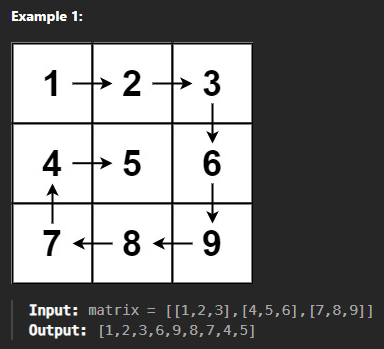 Example 1:
1 2 3
4 5 6
7 8 9
Input: matrix = [[1,2,3],[4,5,6],[7,8,9]]
Output: [1,2,3,6,9,8,7,4,5]